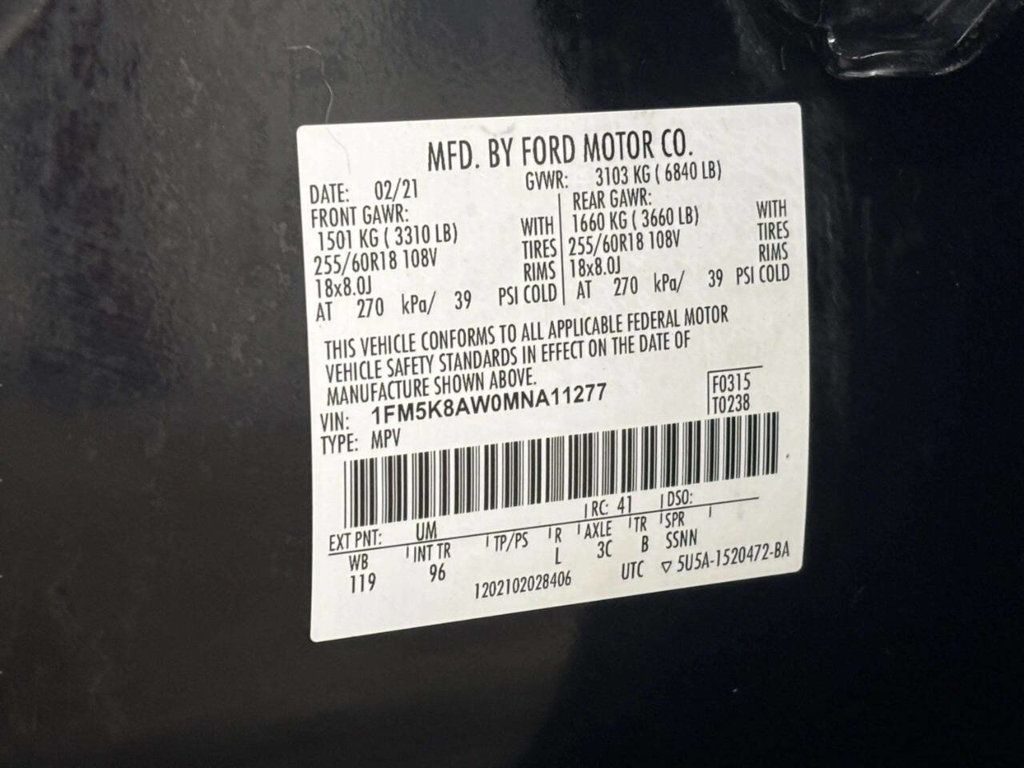 MFD. BY FORD MOTOR CO.
DATE: 02/21 GVWR: 3103 KG ( 6840 LB)
FRONT GAWR: REAR GAWR:
1501 KG ( 3310 LB) WITH 1660 KG ( 3660 LB) WITH
255/60R18 108V TIRES 255/60R18 108V TIRES
18x8.0J RIMS 18x8.0J RIMS
AT 270 kPa/ 39 PSI COLD AT 270 kPa/ 39 PSI COLD
THIS VEHICLE CONFORMS TO ALL APPLICABLE FEDERAL MOTOR
VEHICLE SAFETY STANDARDS IN EFFECT ON THE DATE OF
MANUFACTURE SHOWN ABOVE.
VIN: 1FM5K8AW0MNA11277 F0315
TYPE: MPV T0238
EXT PNT: UM RC: 41 DSO:
WB INT TR TP/PS R AXLE TR SPR
119 96 L 3C B SSNN
1202102028406 UTC ▽ 5U5A-1520472-BA